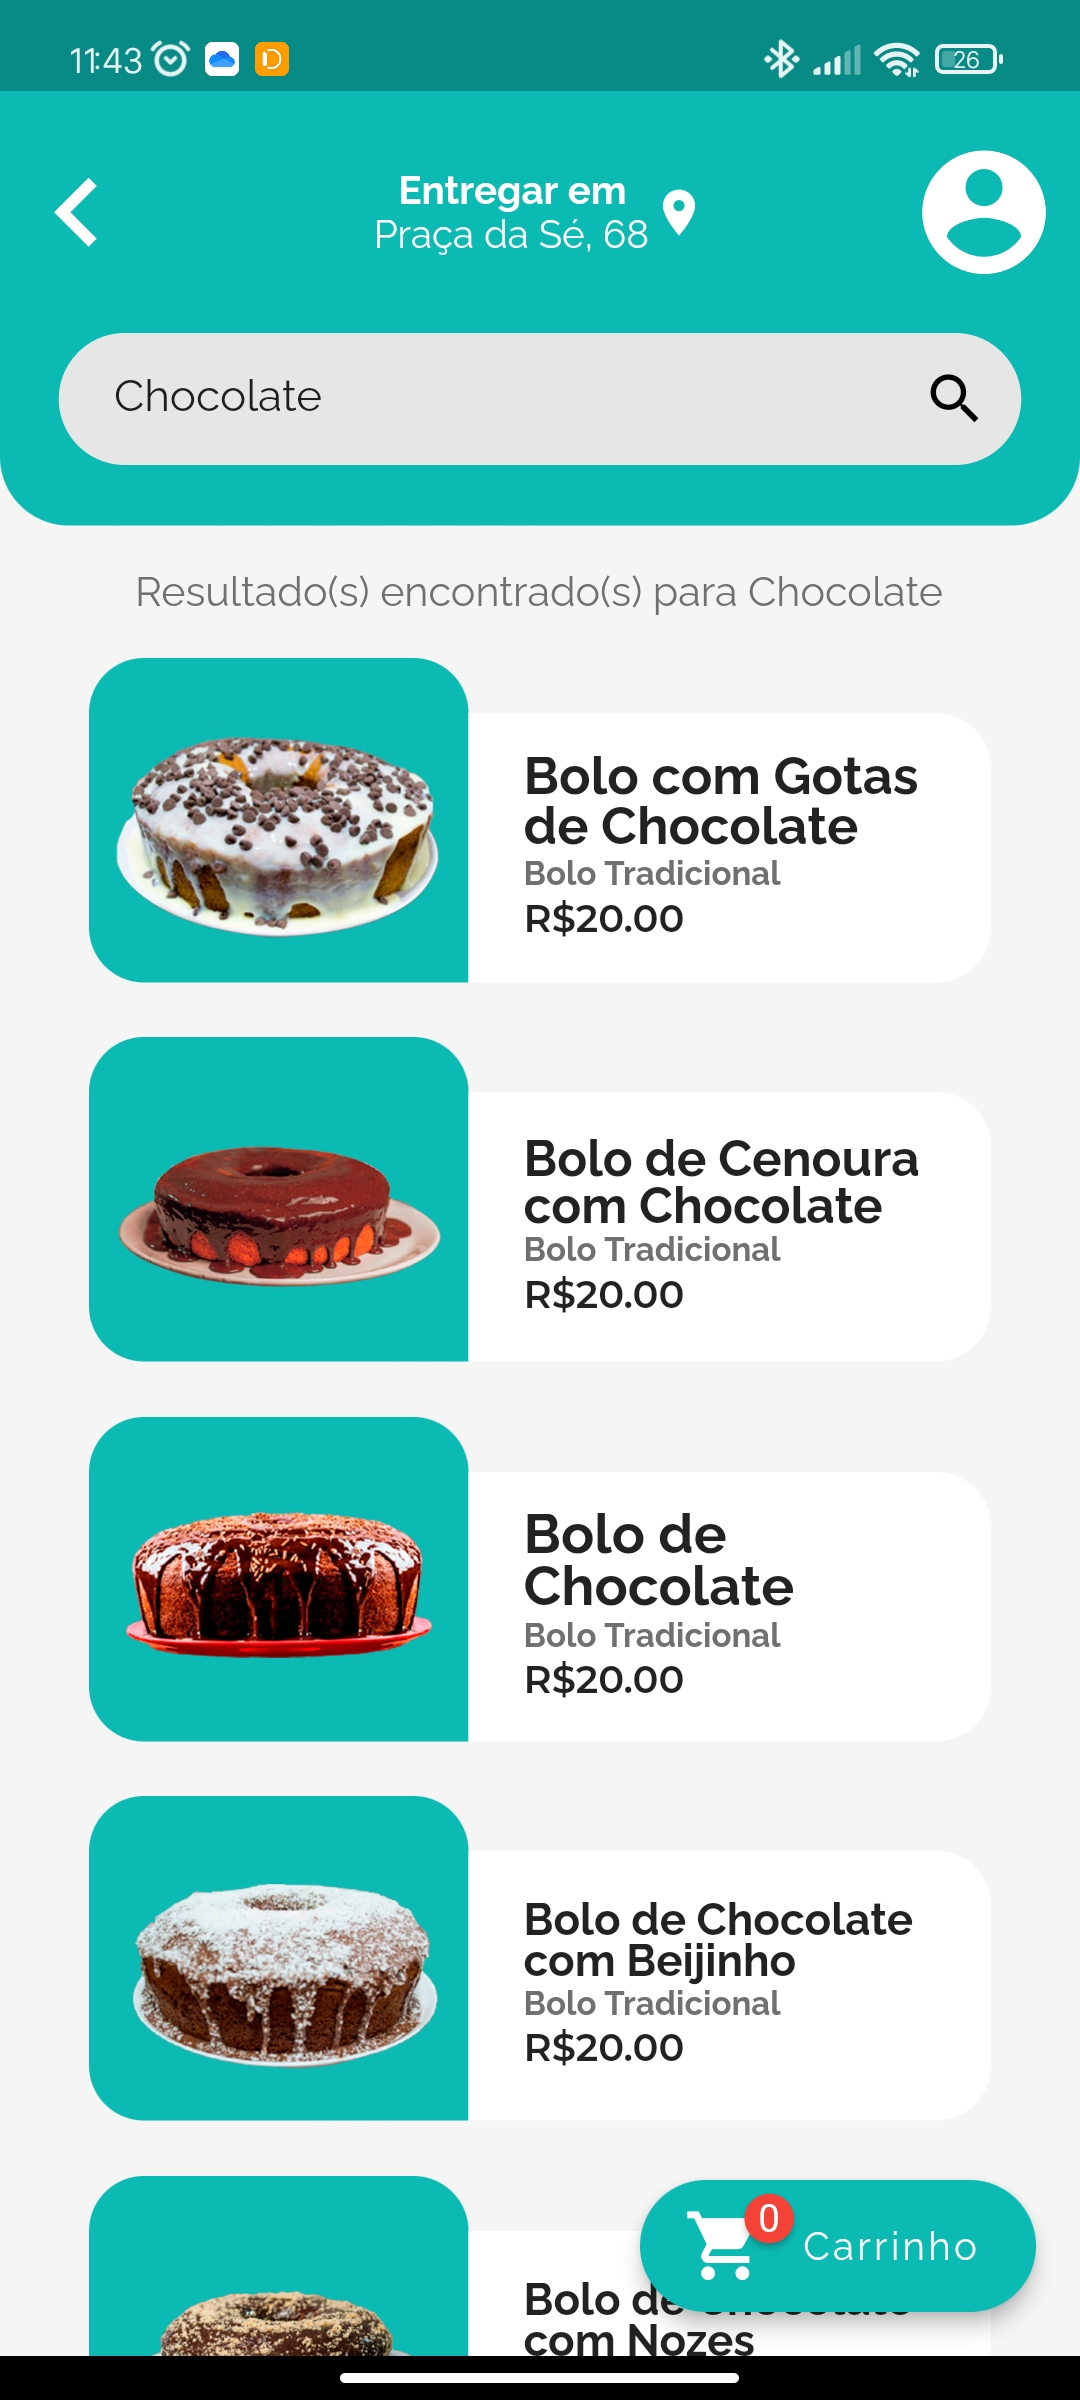 11:43
26
Entregar em
Praça da Sé, 68
Chocolate
Resultado(s) encontrado(s) para Chocolate
Bolo com Gotas
de Chocolate
Bolo Tradicional
R$20.00
Bolo de Cenoura
com Chocolate
Bolo Tradicional
R$20.00
Bolo de
Chocolate
Bolo Tradicional
R$20.00
Bolo de Chocolate
com Beijinho
Bolo Tradicional
R$20.00
0
Carrinho
Bolo de Chocolate
com Nozes